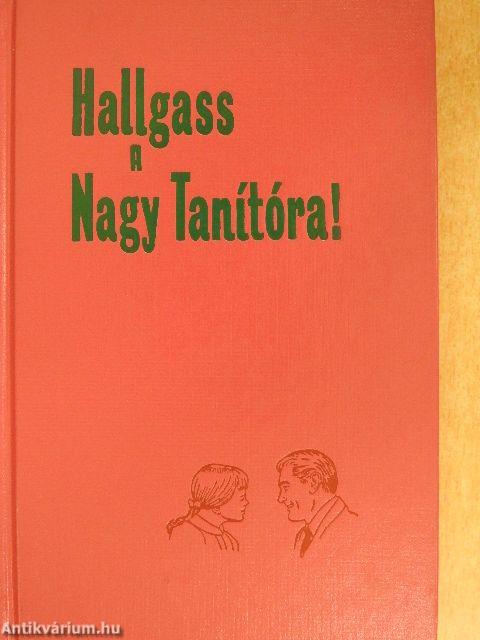 Hallgass
A
Nagy Tanítóra!
Antikvárium.hu